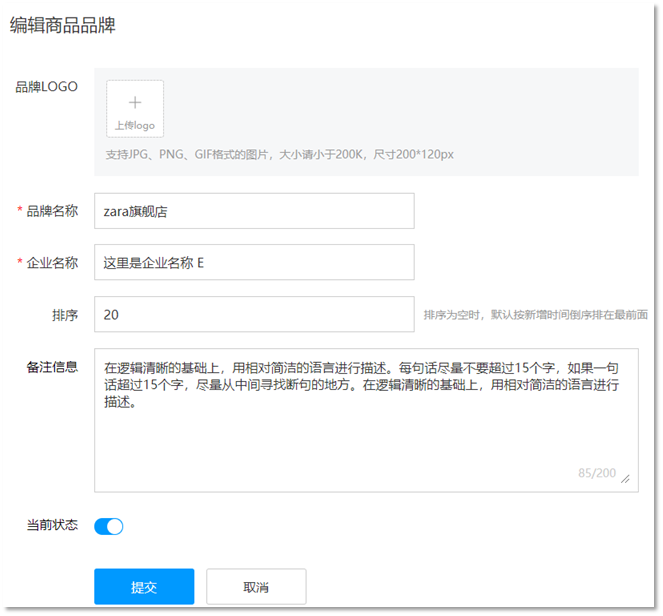 编辑商品品牌
品牌LOGO
上传logo
支持JPG、PNG、GIF格式的图片，大小请小于200K，尺寸200*120px
* 品牌名称 zara旗舰店
* 企业名称 这里是企业名称 E
排序 20 排序为空时，默认按新增时间倒序排在最前面
备注信息 在逻辑清晰的基础上，用相对简洁的语言进行描述。每句话尽量不要超过15个字，如果一句
话超过15个字，尽量从中间寻找断句的地方。在逻辑清晰的基础上，用相对简洁的语言进行
描述。
85/200
当前状态
提交 取消